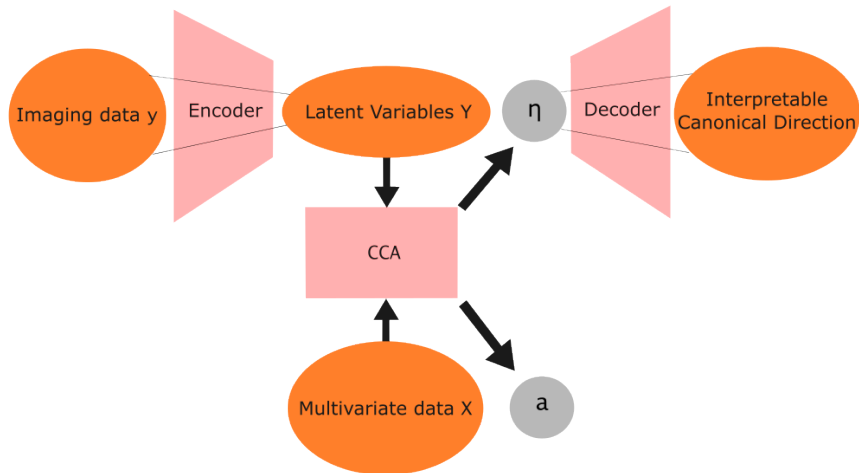 Imaging data y
Encoder
Latent Variables Y
η
Decoder
Interpretable
Canonical Direction
CCA
Multivariate data X
a